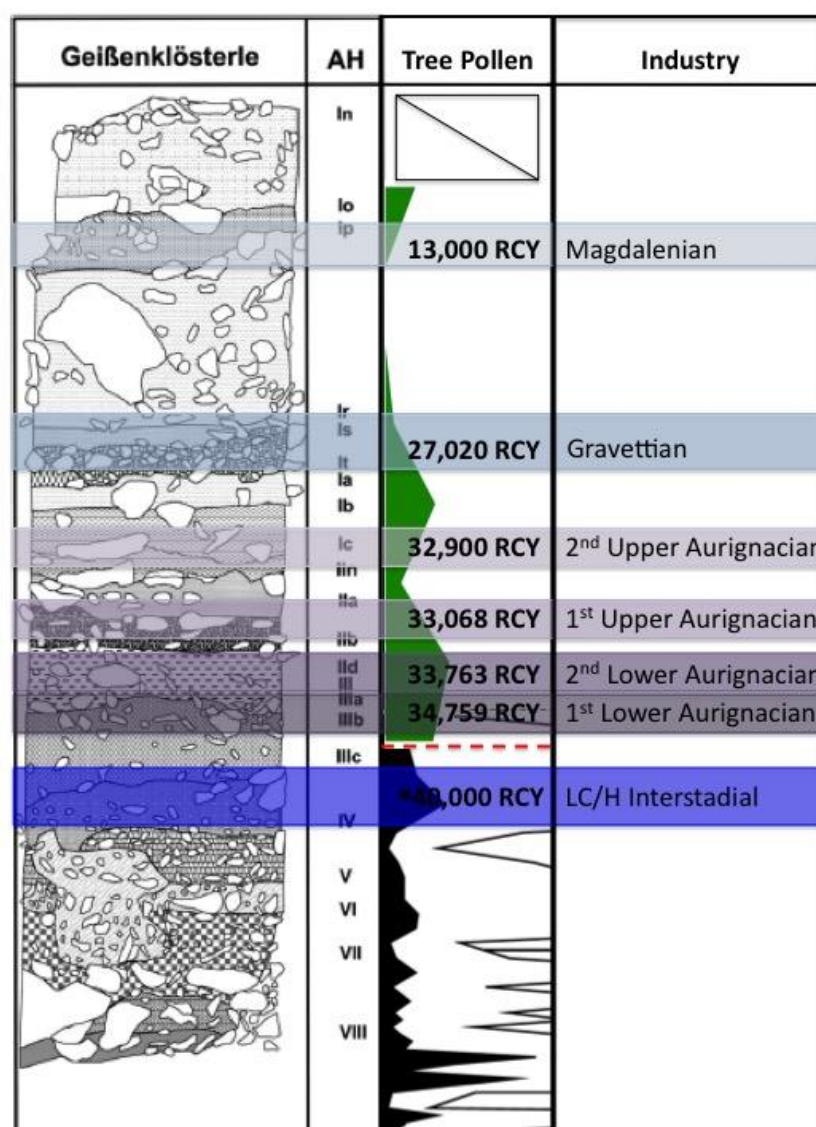 Geißenklösterle AH Tree Pollen Industry
In
Io
Ip
13,000 RCY Magdalenian
Ir
Is
27,020 RCY Gravettian
It
Ia
Ib
Ic 32,900 RCY 2nd Upper Aurignacian
IIn
IIa
33,068 RCY 1st Upper Aurignacian
IIb
IId 33,763 RCY 2nd Lower Aurignacian
III
IIIa
34,759 RCY 1st Lower Aurignacian
IIIb
IIIc
*40,000 RCY LC/H Interstadial
IV
V
VI
VII
VIII